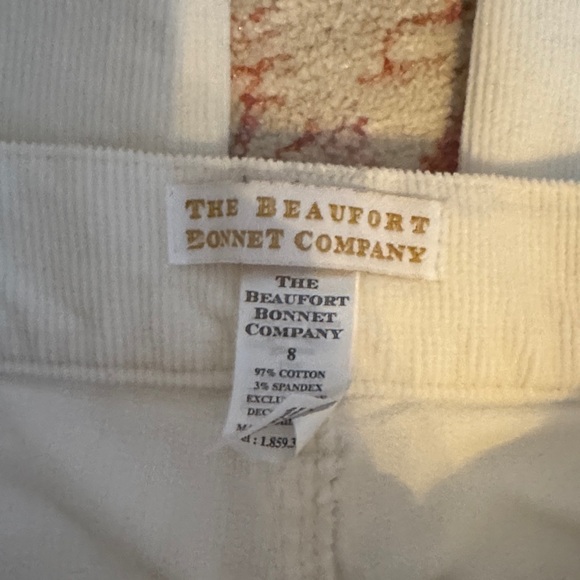 THE BEAUFORT
BONNET COMPANY
THE
BEAUFORT
BONNET
COMPANY
8
97% COTTON
3% SPANDEX